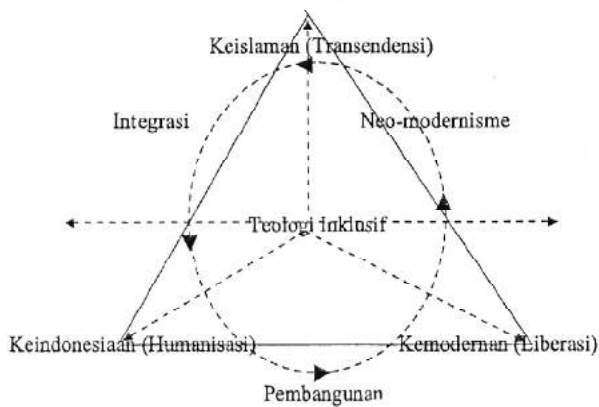 Keislaman (Transendensi)
Integrasi
Neo-modernisme
Teologi Inklusif
Keindonesiaan (Humanisasi)
Kemodernan (Liberasi)
Pembangunan